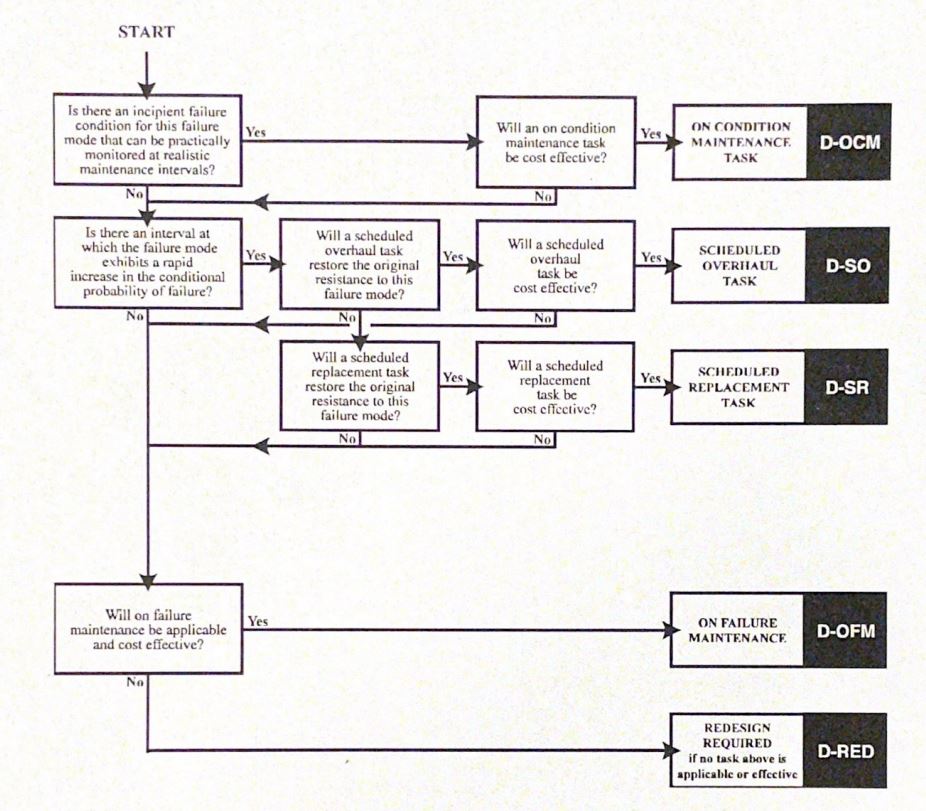 START
Is there an incipient failure
condition for this failure
mode that can be practically
monitored at realistic
maintenance intervals?
Yes
Will an on condition
maintenance task
be cost effective?
Yes
ON CONDITION
MAINTENANCE
TASK
D-OCM
No
No
Is there an interval at
which the failure mode
exhibits a rapid
increase in the conditional
probability of failure?
Yes
Will a scheduled
overhaul task
restore the original
resistance to this
failure mode?
Yes
Will a scheduled
overhaul
task be
cost effective?
Yes
SCHEDULED
OVERHAUL
TASK
D-SO
No
No
No
Will a scheduled
replacement task
restore the original
resistance to this
failure mode?
Yes
Will a scheduled
replacement
task be
cost effective?
Yes
SCHEDULED
REPLACEMENT
TASK
D-SR
No
No
Will on failure
maintenance be applicable
and cost effective?
Yes
ON FAILURE
MAINTENANCE
D-OFM
No
REDESIGN
REQUIRED
if no task above is
applicable or effective
D-RED